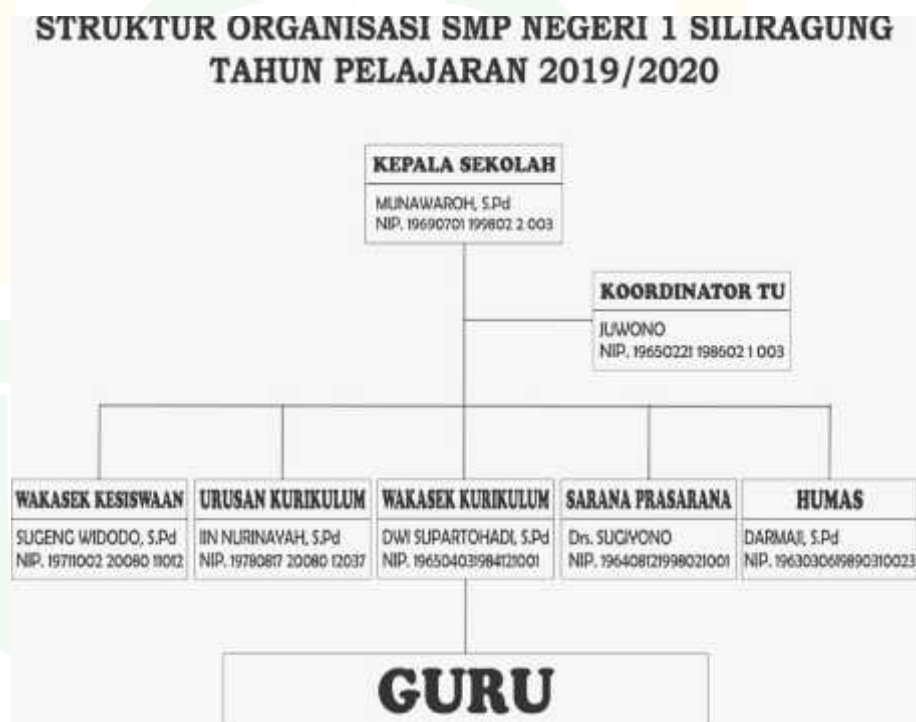 STRUKTUR ORGANISASI SMP NEGERI 1 SILIRAGUNG
TAHUN PELAJARAN 2019/2020
KEPALA SEKOLAH
MUNAWAROH, S.Pd
NIP. 19690701 199802 2 003
KOORDINATOR TU
JUWONO
NIP. 19650221 198602 1 003
WAKASEK KESISWAAN
SUGENG WIDODO, S.Pd
NIP. 19711002 20080 11012
URUSAN KURIKULUM
IIN NURINAYAH, S.Pd
NIP. 19780817 20080 12037
WAKASEK KURIKULUM
DWI SUPARTOHADI, S.Pd
NIP. 196504031984121001
SARANA PRASARANA
Drs. SUGIYONO
NIP. 196408121998021001
HUMAS
DARMAJI, S.Pd
NIP. 1963030619890310023
GURU